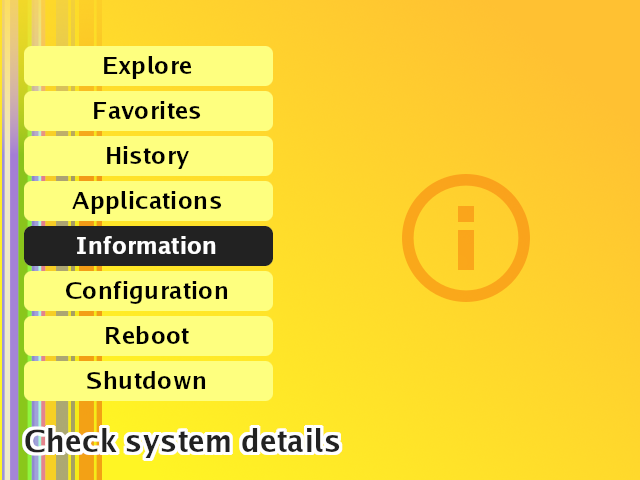 Explore
Favorites
History
Applications
Information
Configuration
Reboot
Shutdown
Check system details